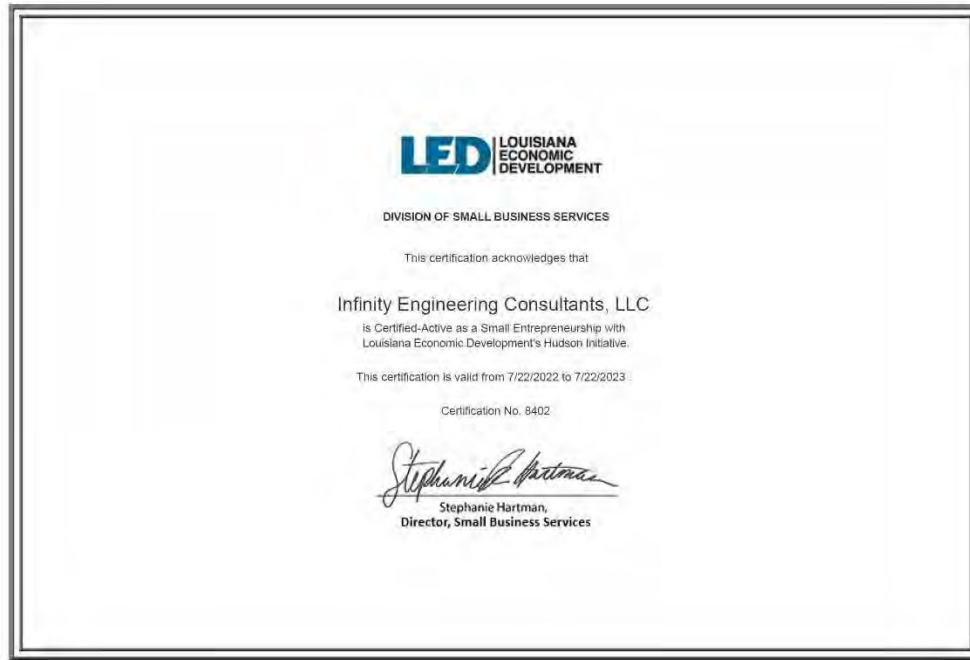 LED
LOUISIANA
ECONOMIC
DEVELOPMENT
DIVISION OF SMALL BUSINESS SERVICES
This certification acknowledges that
Infinity Engineering Consultants, LLC
is Certified-Active as a Small Entrepreneurship with
Louisiana Economic Development's Hudson Initiative.
This certification is valid from 7/22/2022 to 7/22/2023
Certification No. 8402
Stephanie R Hartman
Stephanie Hartman,
Director, Small Business Services